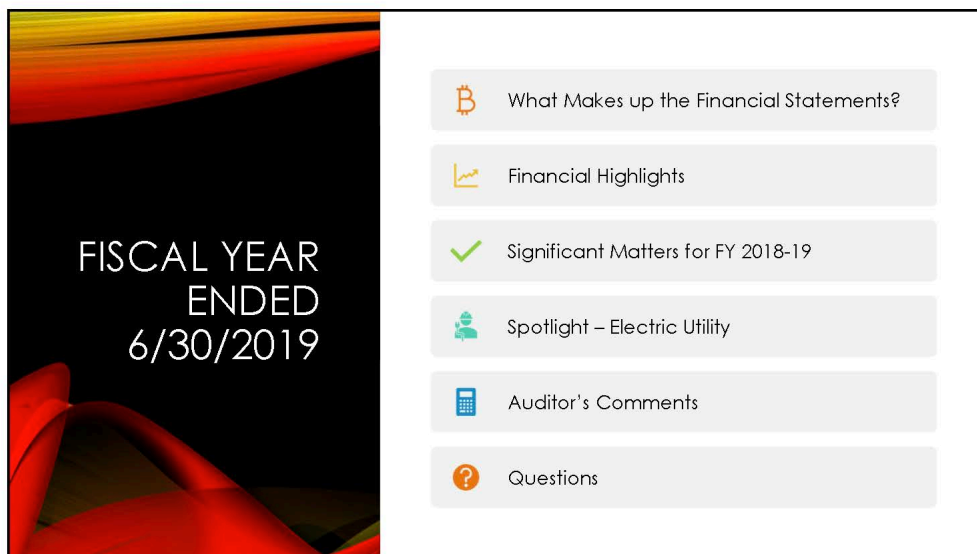 FISCAL YEAR
ENDED
6/30/2019
What Makes up the Financial Statements?
Financial Highlights
Significant Matters for FY 2018-19
Spotlight – Electric Utility
Auditor's Comments
Questions